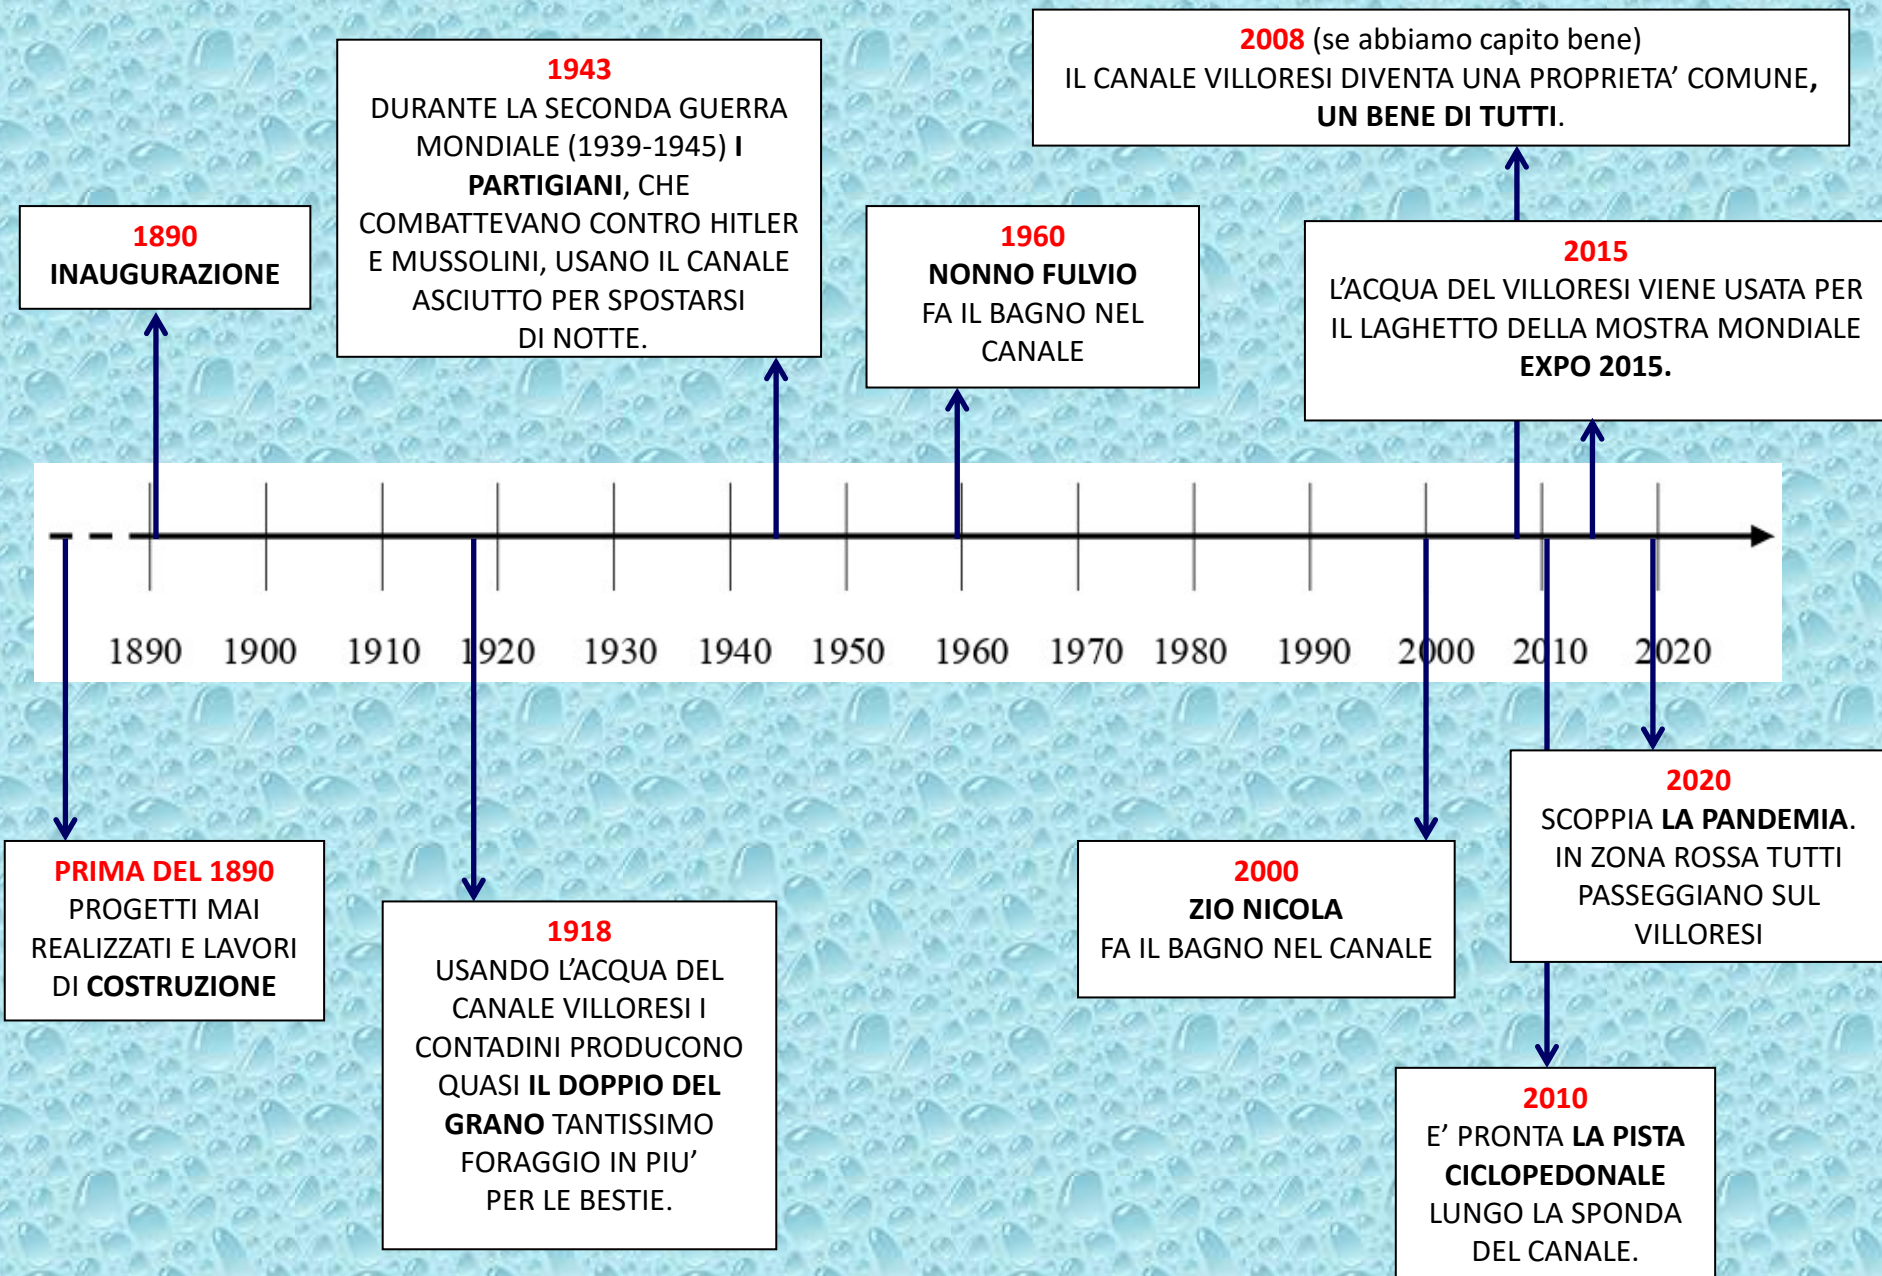 2008 (se abbiamo capito bene)
IL CANALE VILLORESI DIVENTA UNA PROPRIETA’ COMUNE,
UN BENE DI TUTTI.
1943
DURANTE LA SECONDA GUERRA
MONDIALE (1939-1945) I
PARTIGIANI, CHE
COMBATTEVANO CONTRO HITLER
E MUSSOLINI, USANO IL CANALE
ASCIUTTO PER SPOSTARSI
DI NOTTE.
1890
INAUGURAZIONE
1960
NONNO FULVIO
FA IL BAGNO NEL
CANALE
2015
L’ACQUA DEL VILLORESI VIENE USATA PER
IL LAGHETTO DELLA MOSTRA MONDIALE
EXPO 2015.
1890 1900 1910 1920 1930 1940 1950 1960 1970 1980 1990 2000 2010 2020
PRIMA DEL 1890
PROGETTI MAI
REALIZZATI E LAVORI
DI COSTRUZIONE
1918
USANDO L’ACQUA DEL
CANALE VILLORESI I
CONTADINI PRODUCONO
QUASI IL DOPPIO DEL
GRANO TANTISSIMO
FORAGGIO IN PIU’
PER LE BESTIE.
2000
ZIO NICOLA
FA IL BAGNO NEL CANALE
2020
SCOPPIA LA PANDEMIA.
IN ZONA ROSSA TUTTI
PASSEGGIANO SUL
VILLORESI
2010
E’ PRONTA LA PISTA
CICLOPEDONALE
LUNGO LA SPONDA
DEL CANALE.